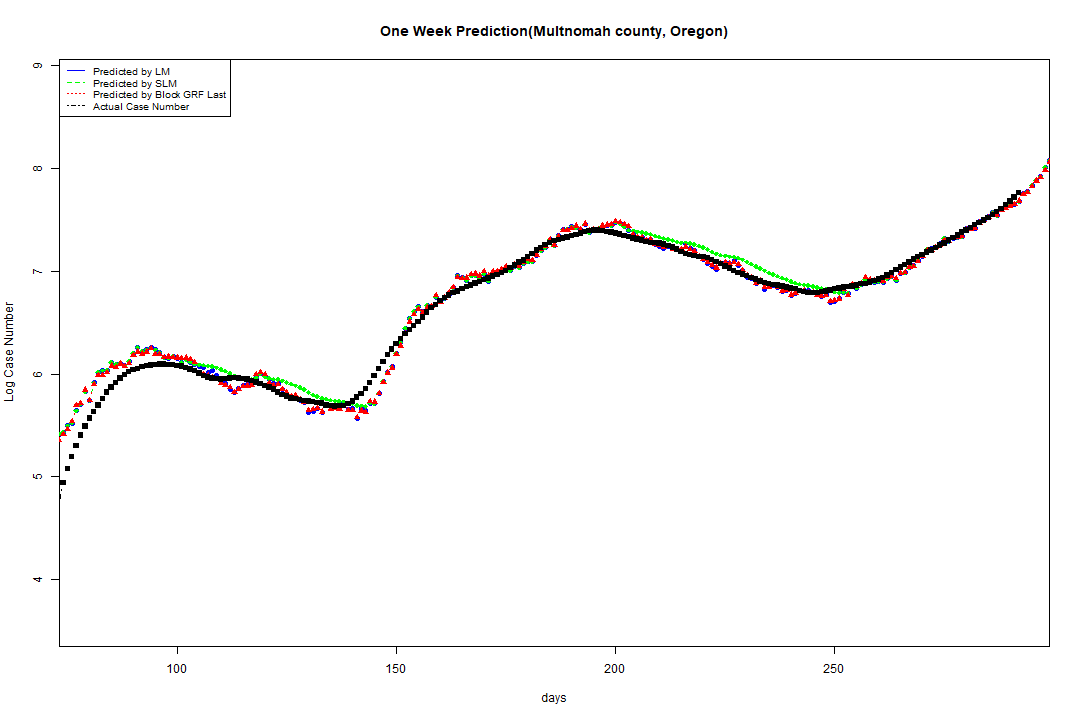 One Week Prediction(Multnomah county, Oregon)
Predicted by LM
Predicted by SLM
Predicted by Block GRF Last
Actual Case Number
9
8
7
6
5
4
Log Case Number
100 150 200 250
days